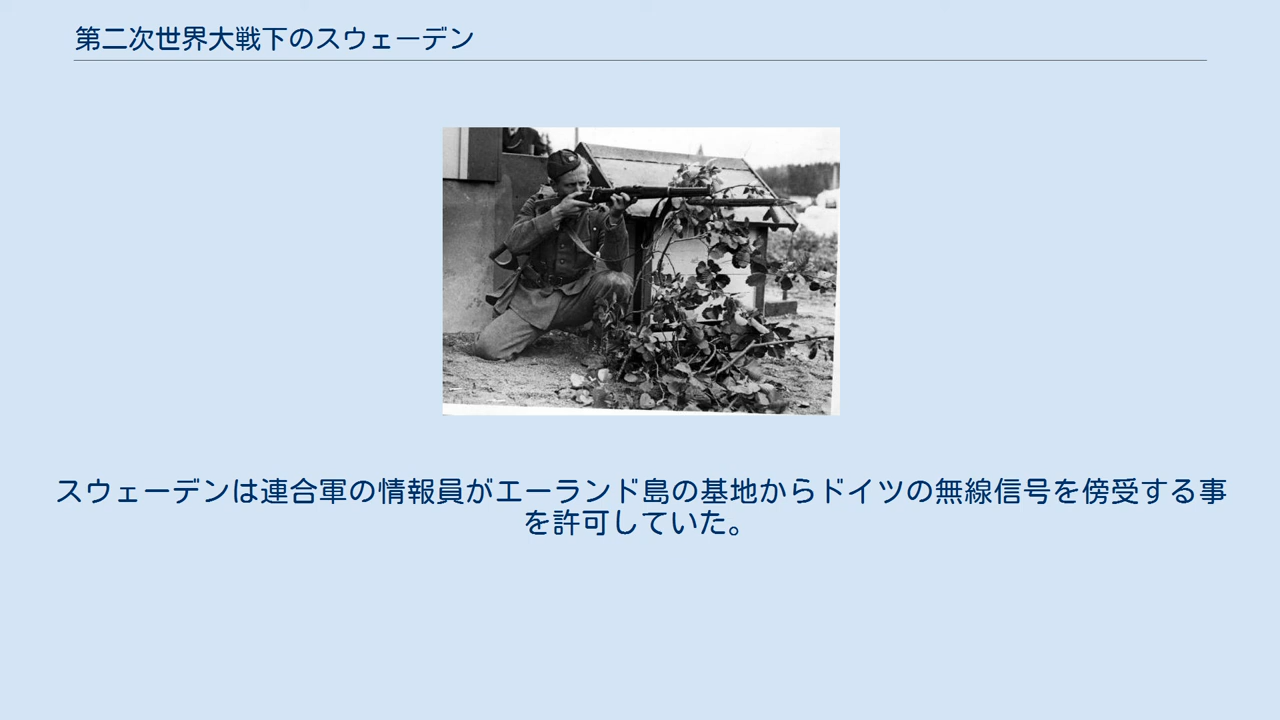 第二次世界大戦下のスウェーデン
スウェーデンは連合軍の情報員がエーランド島の基地からドイツの無線信号を傍受する事
を許可していた。